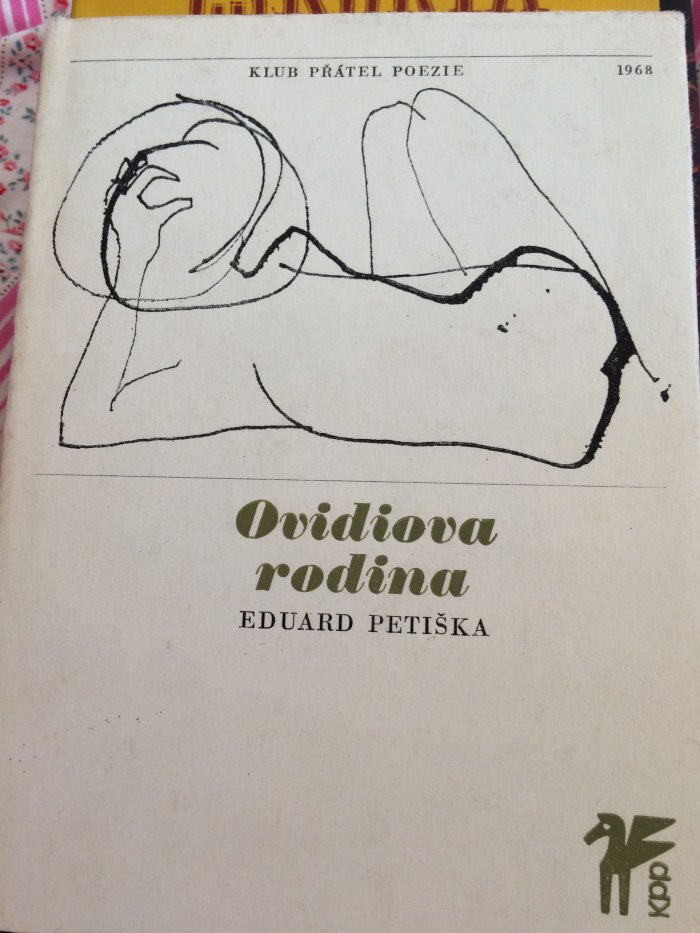 KLUB PŘÁTEL POEZIE 1968
Ovidiova
rodina
EDUARD PETIŠKA
kpp